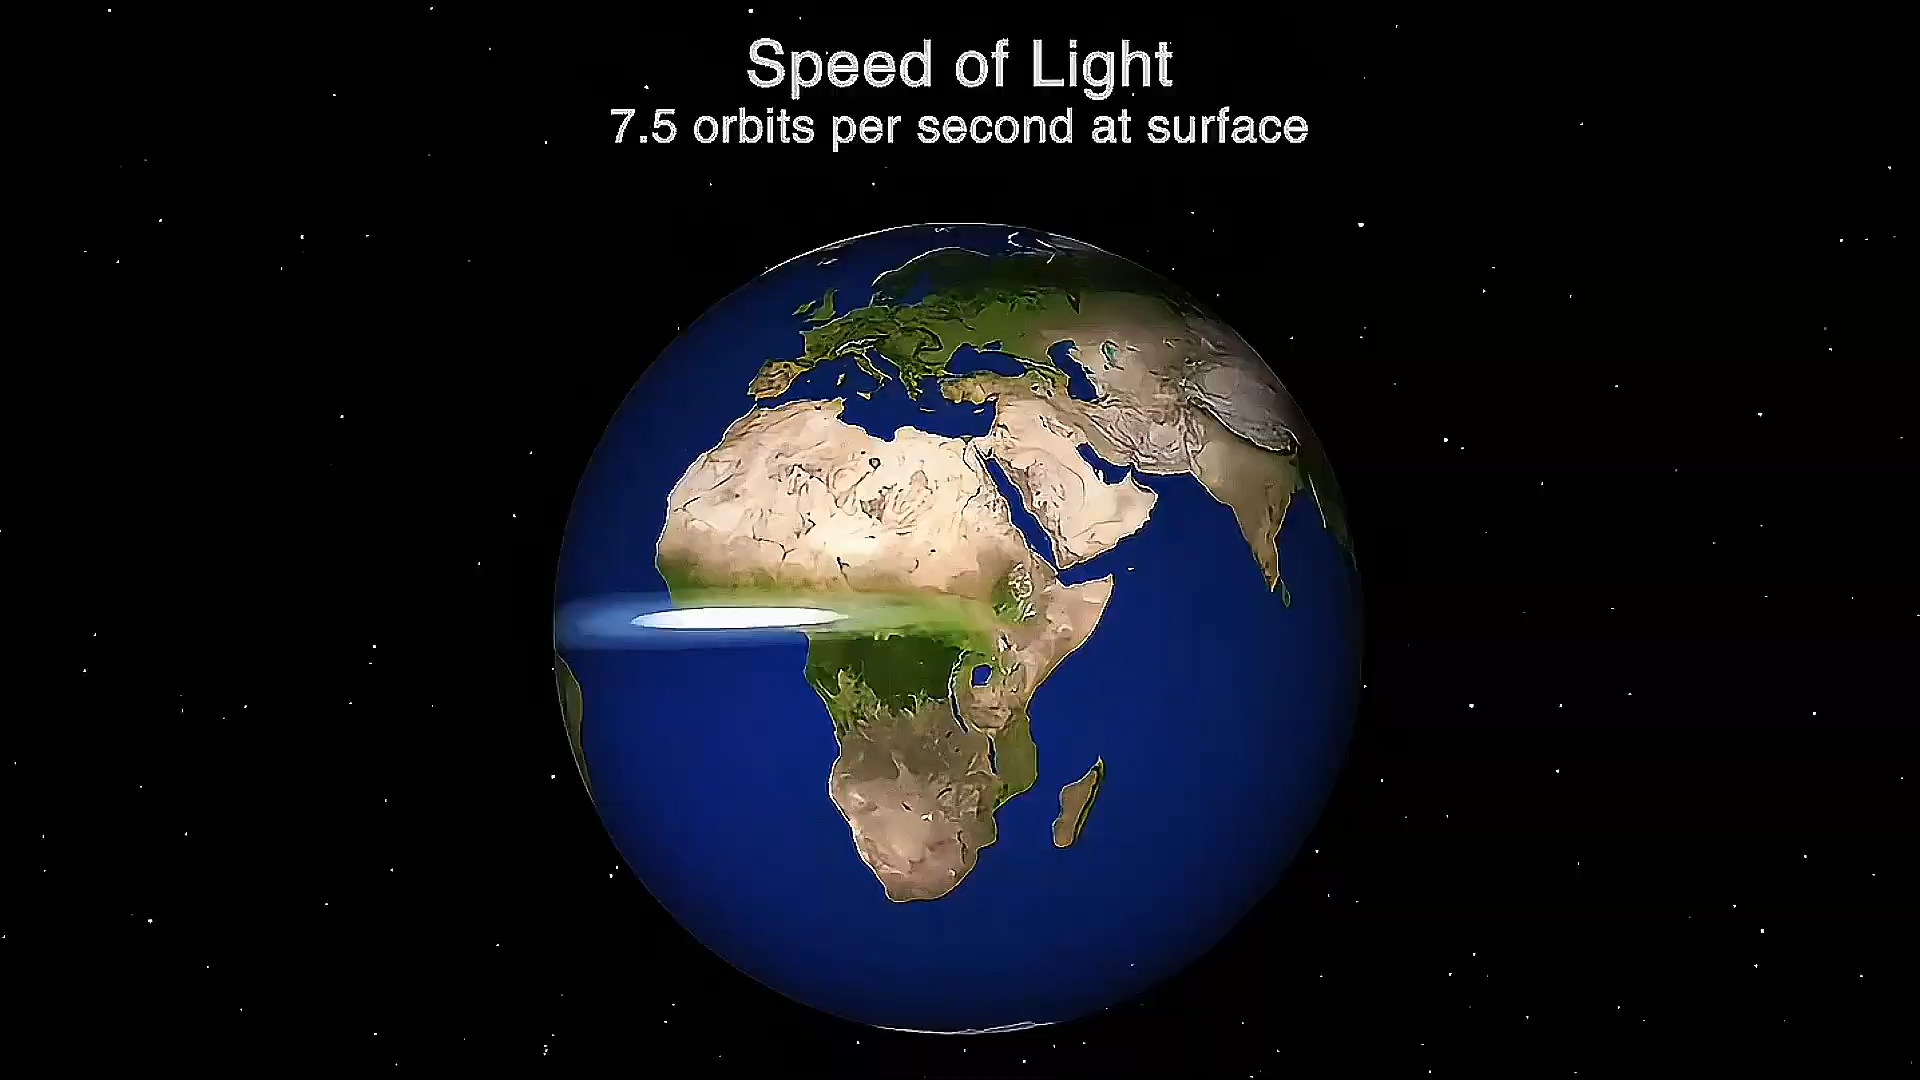 Speed of Light
7.5 orbits per second at surface